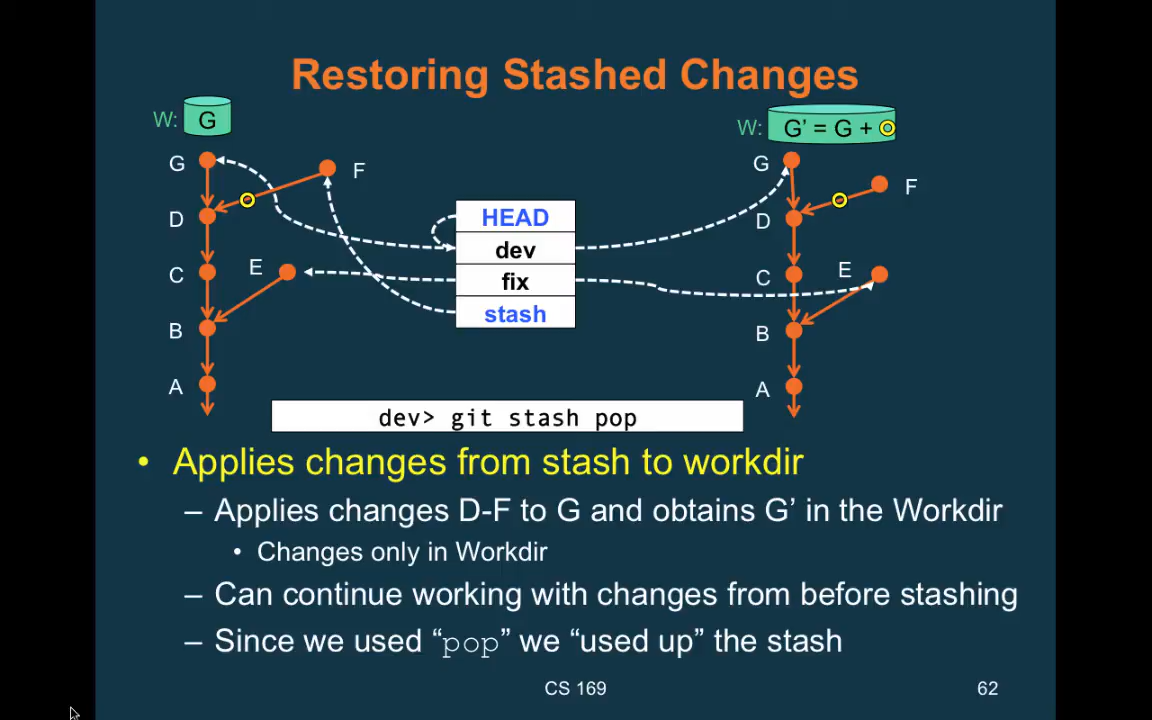 Restoring Stashed Changes
W: G
W: G’ = G +
G
F
D
C
E
B
A
HEAD
dev
fix
stash
G
F
D
C
E
B
A
dev> git stash pop
• Applies changes from stash to workdir
– Applies changes D-F to G and obtains G’ in the Workdir
• Changes only in Workdir
– Can continue working with changes from before stashing
– Since we used “pop” we “used up” the stash
CS 169
62